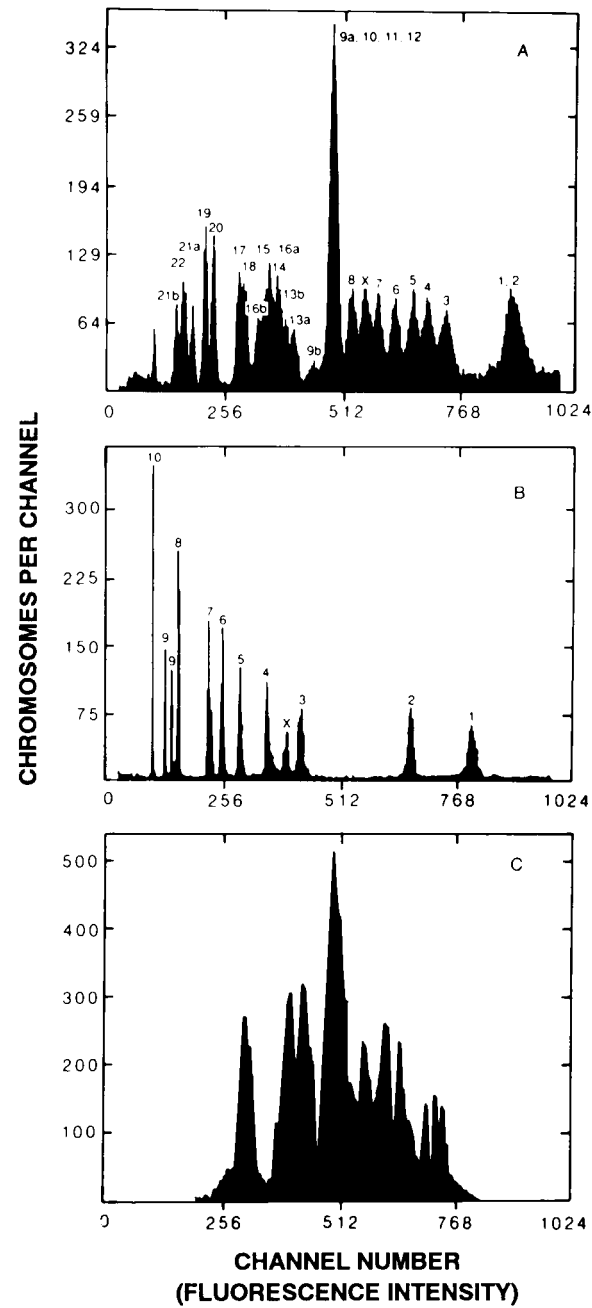 A
324
259
194
129
64
9a, 10, 11, 12
19
20
21a
22
21b
17
18
15
16a
14
16b
13b
13a
9b
8
X
7
6
5
4
3
1, 2
0 256 512 768 1024
B
300
225
150
75
10
9
9
8
7
6
5
4
X
3
2
1
0 256 512 768 1024
C
500
400
300
200
100
0 256 512 768 1024
CHROMOSOMES PER CHANNEL
CHANNEL NUMBER
(FLUORESCENCE INTENSITY)